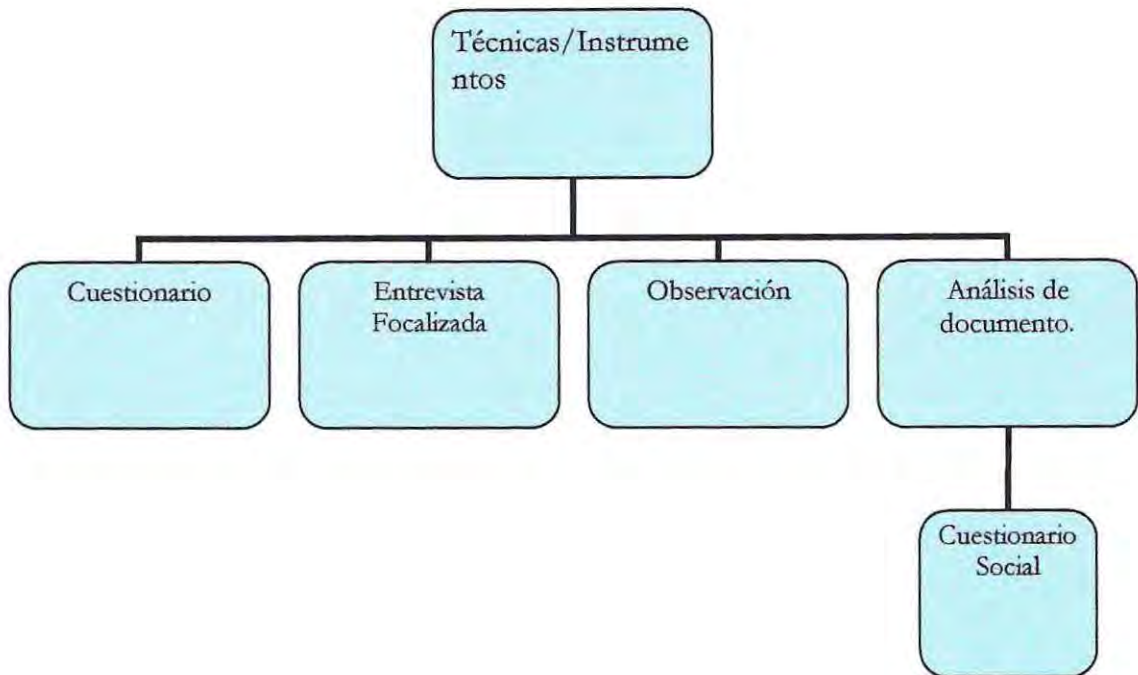 Técnicas/Instrume
ntos
Cuestionario
Entrevista
Focalizada
Observación
Análisis de
documento.
Cuestionario
Social